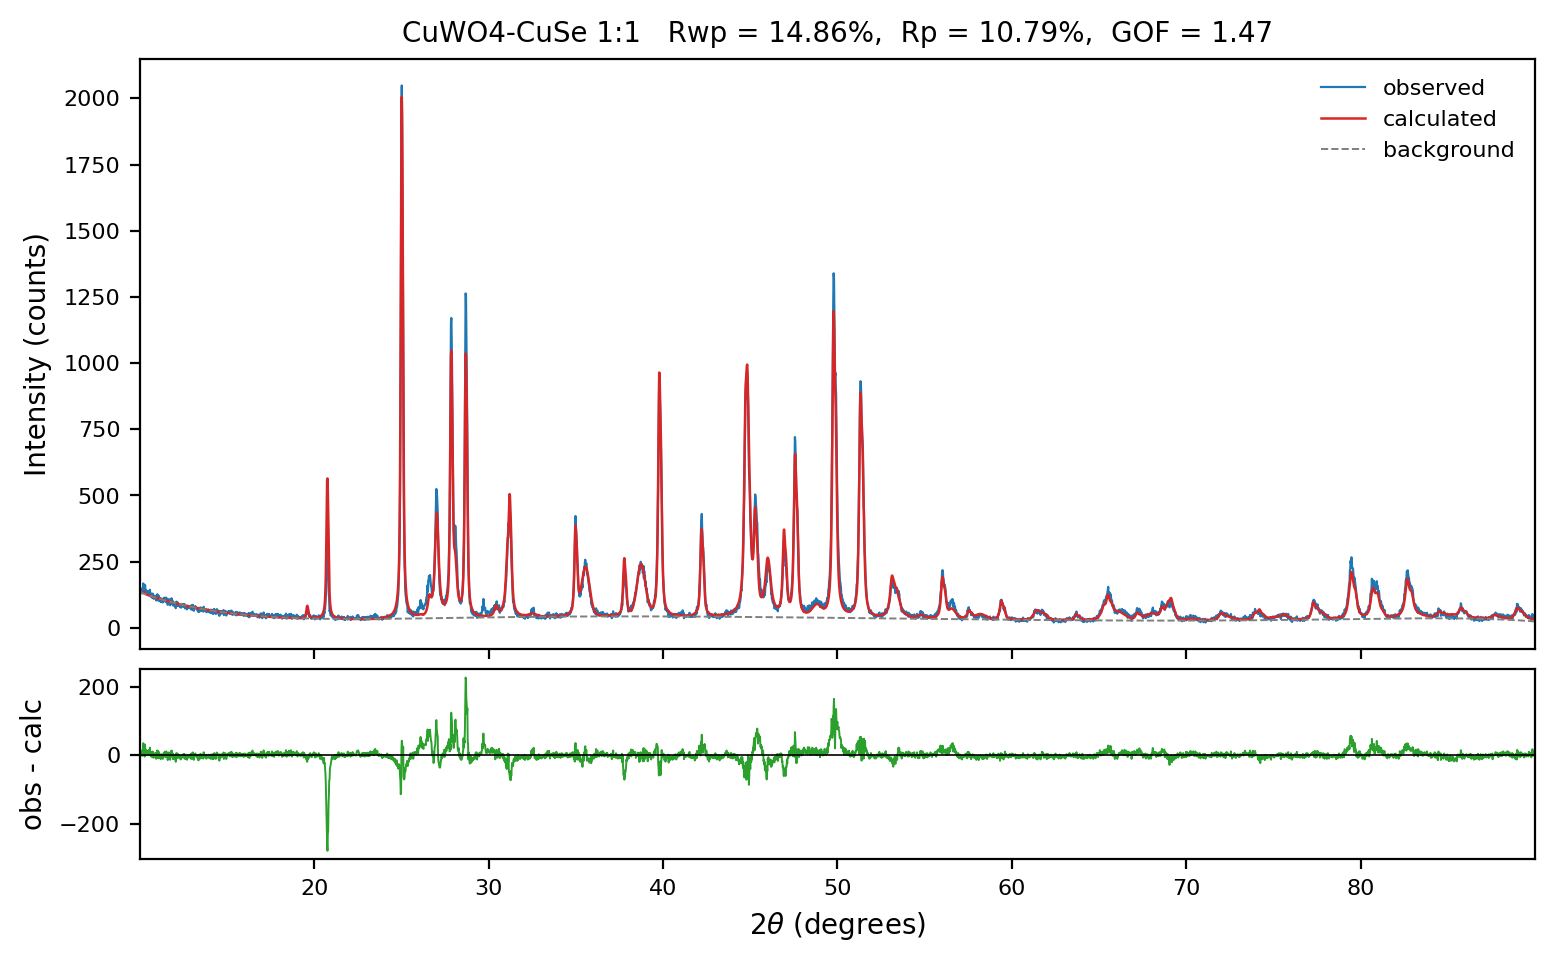 CuWO4-CuSe 1:1   Rwp = 14.86%,  Rp = 10.79%,  GOF = 1.47
observed
calculated
background
Intensity (counts)
2000
1750
1500
1250
1000
750
500
250
0
obs - calc
200
0
−200
20 30 40 50 60 70 80
2θ (degrees)